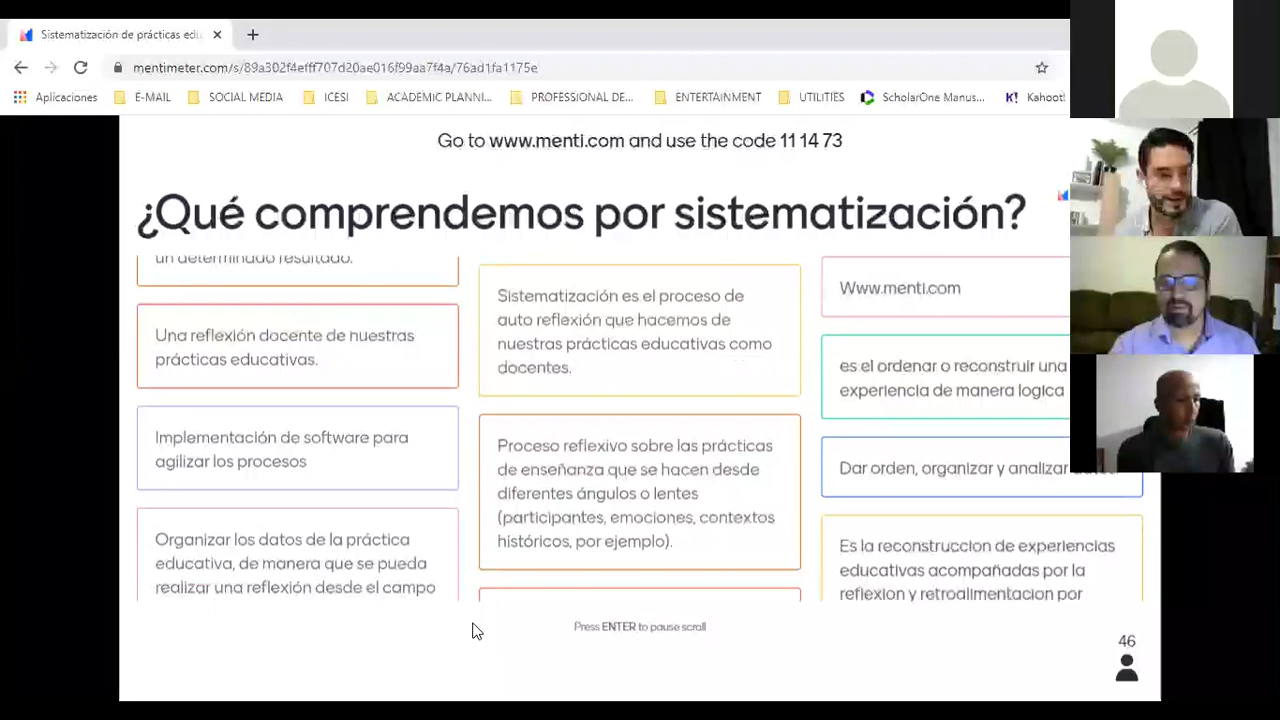 Sistematización de prácticas edu
mentimeter.com/s/89a302f4efff707d20ae016f99aa7f4a/76ad1fa1175e
Aplicaciones
E-MAIL
SOCIAL MEDIA
ICESI
ACADEMIC PLANNI...
PROFESSIONAL DE...
ENTERTAINMENT
UTILITIES
ScholarOne Manus...
Kahoot!
Go to www.menti.com and use the code 11 14 73
¿Qué comprendemos por sistematización?
un determinado resultado.
Una reflexión docente de nuestras
prácticas educativas.
Implementación de software para
agilizar los procesos
Organizar los datos de la práctica
educativa, de manera que se pueda
realizar una reflexión desde el campo
Sistematización es el proceso de
auto reflexión que hacemos de
nuestras prácticas educativas como
docentes.
Proceso reflexivo sobre las prácticas
de enseñanza que se hacen desde
diferentes ángulos o lentes
(participantes, emociones, contextos
históricos, por ejemplo).
Www.menti.com
es el ordenar o reconstruir una
experiencia de manera logica
Dar orden, organizar y analizar
Es la reconstruccion de experiencias
educativas acompañadas por la
reflexion y retroalimentacion por
Press ENTER to pause scroll
46